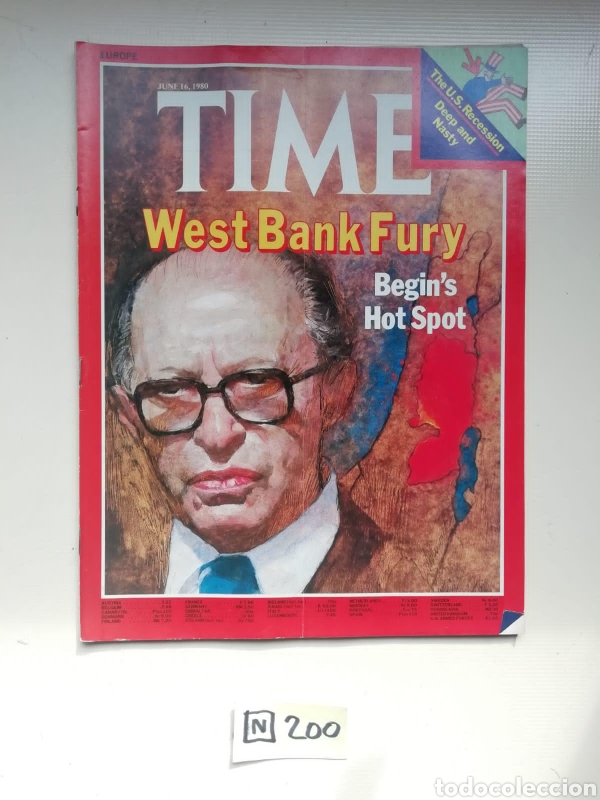 EUROPE
JUNE 16, 1980
TIME
The U.S. Recession
Deep and
Nasty
West Bank Fury
Begin's
Hot Spot
N 200
todocoleccion